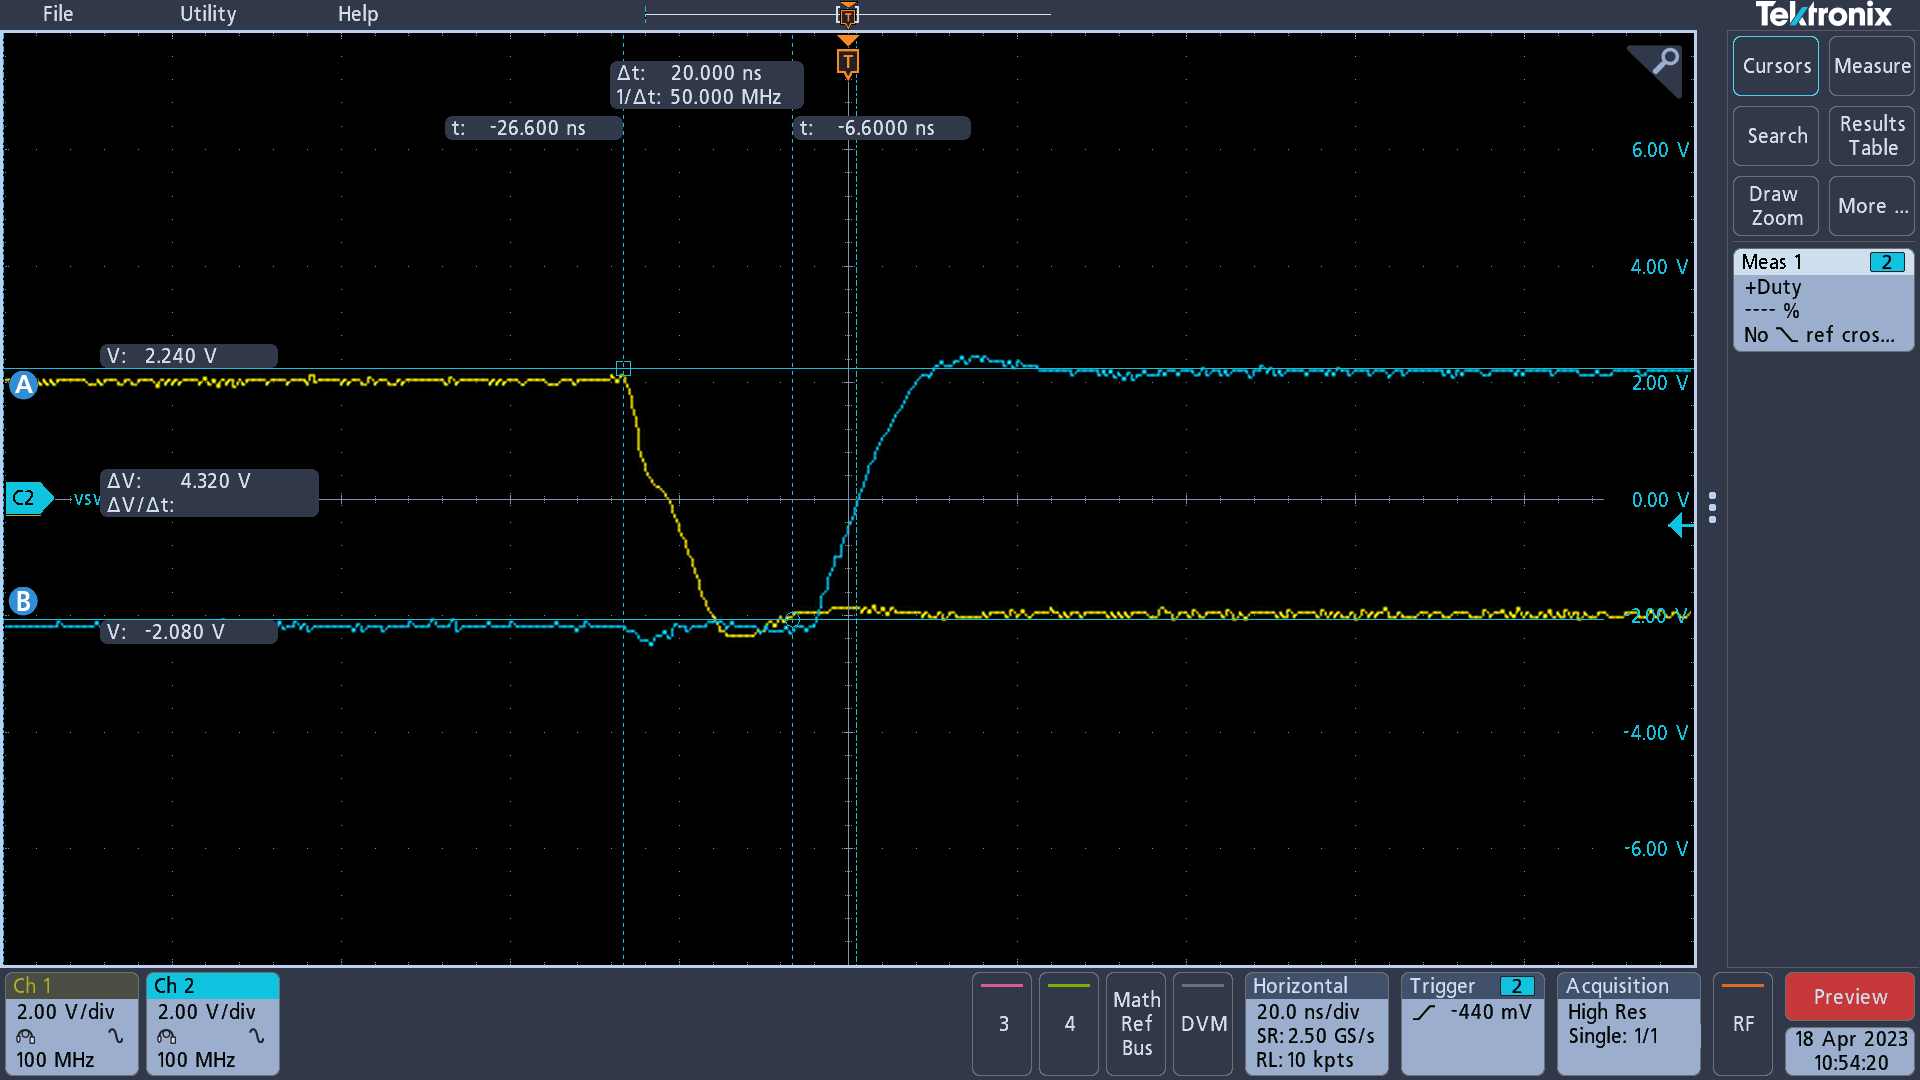 File Utility Help
Tektronix
T
T
Δt: 20.000 ns
1/Δt: 50.000 MHz
t: -26.600 ns
t: -6.6000 ns
6.00 V
4.00 V
2.00 V
0.00 V
-2.00 V
-4.00 V
-6.00 V
V: 2.240 V
A
C2
ΔV: 4.320 V
ΔV/Δt:
B
V: -2.080 V
Cursors
Measure
Search
Results
Table
Draw
Zoom
More ...
Meas 1 2
+Duty
---- %
No ref cros...
Ch 1
2.00 V/div
100 MHz
Ch 2
2.00 V/div
100 MHz
3
4
Math
Ref
Bus
DVM
Horizontal
20.0 ns/div
SR: 2.50 GS/s
RL: 10 kpts
Trigger 2
-440 mV
Acquisition
High Res
Single: 1/1
RF
Preview
18 Apr 2023
10:54:20